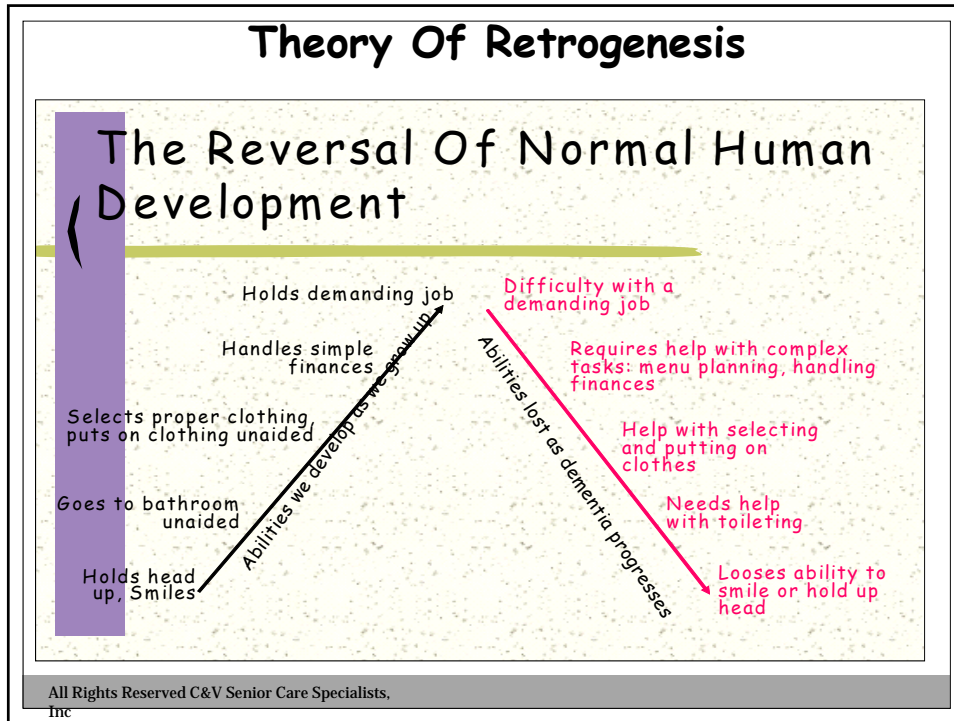 Theory Of Retrogenesis
The Reversal Of Normal Human
Development
Holds demanding job
Handles simple
finances
Selects proper clothing,
puts on clothing unaided
Goes to bathroom
unaided
Holds head
up, Smiles
Abilities we develop as we grow up
Difficulty with a
demanding job
Requires help with complex
tasks: menu planning, handling
finances
Help with selecting
and putting on
clothes
Needs help
with toileting
Looses ability to
smile or hold up
head
Abilities lost as dementia progresses
All Rights Reserved C&V Senior Care Specialists,
Inc